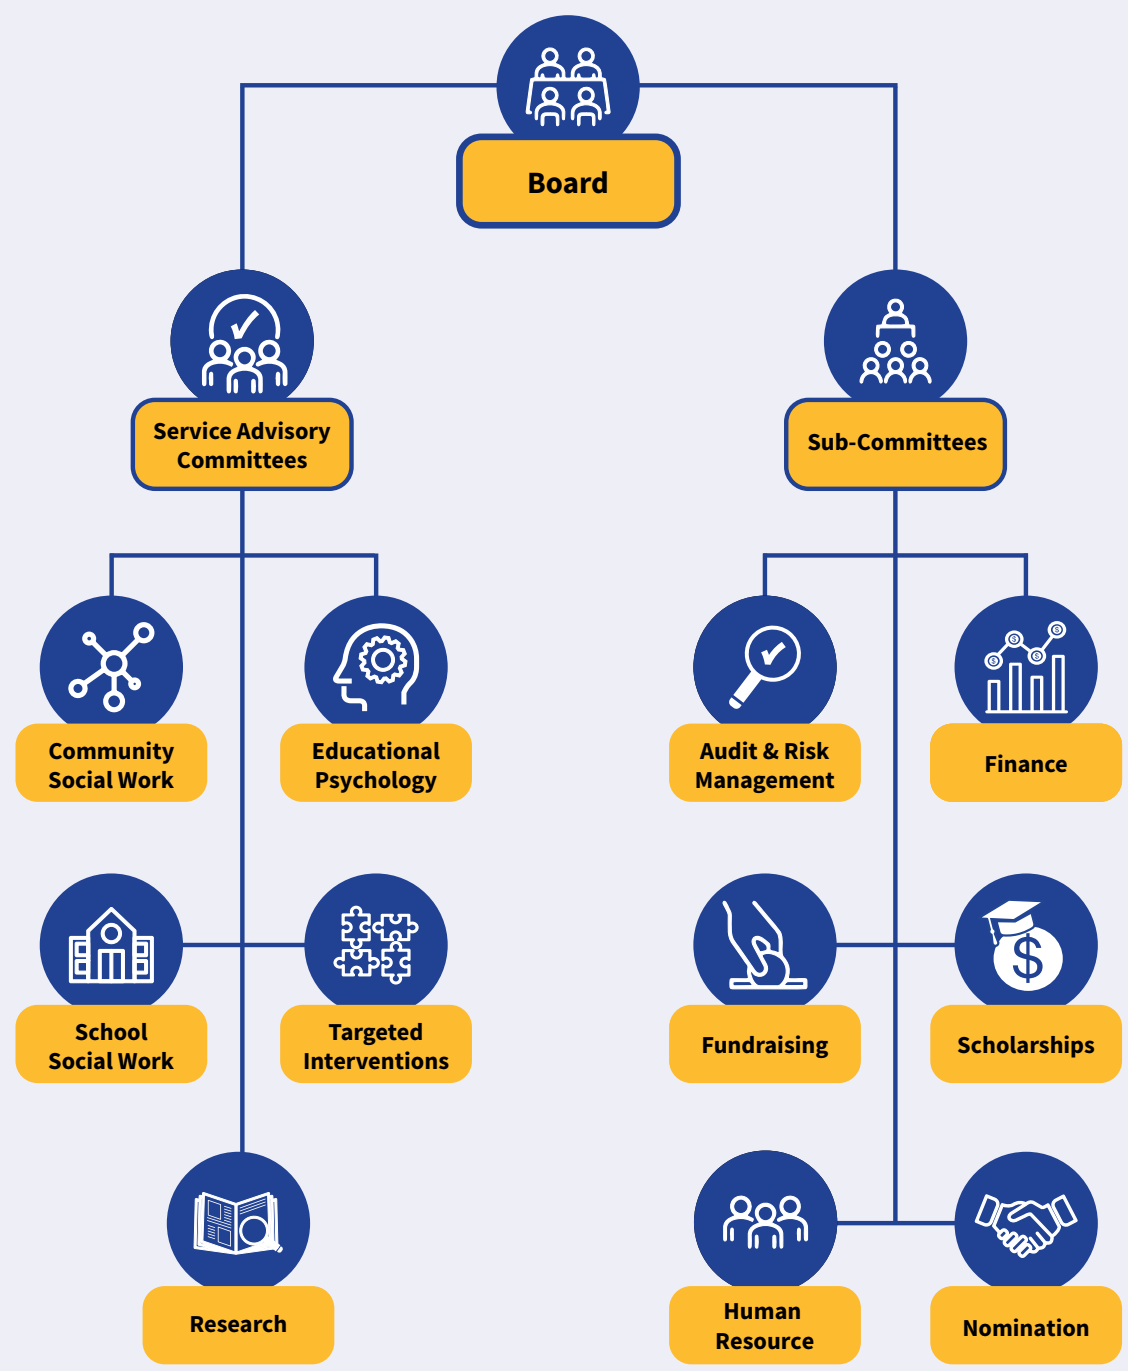 Board
Service Advisory
Committees
Sub-Committees
Community
Social Work
Educational
Psychology
Audit & Risk
Management
Finance
School
Social Work
Targeted
Interventions
Fundraising
Scholarships
Research
Human
Resource
Nomination